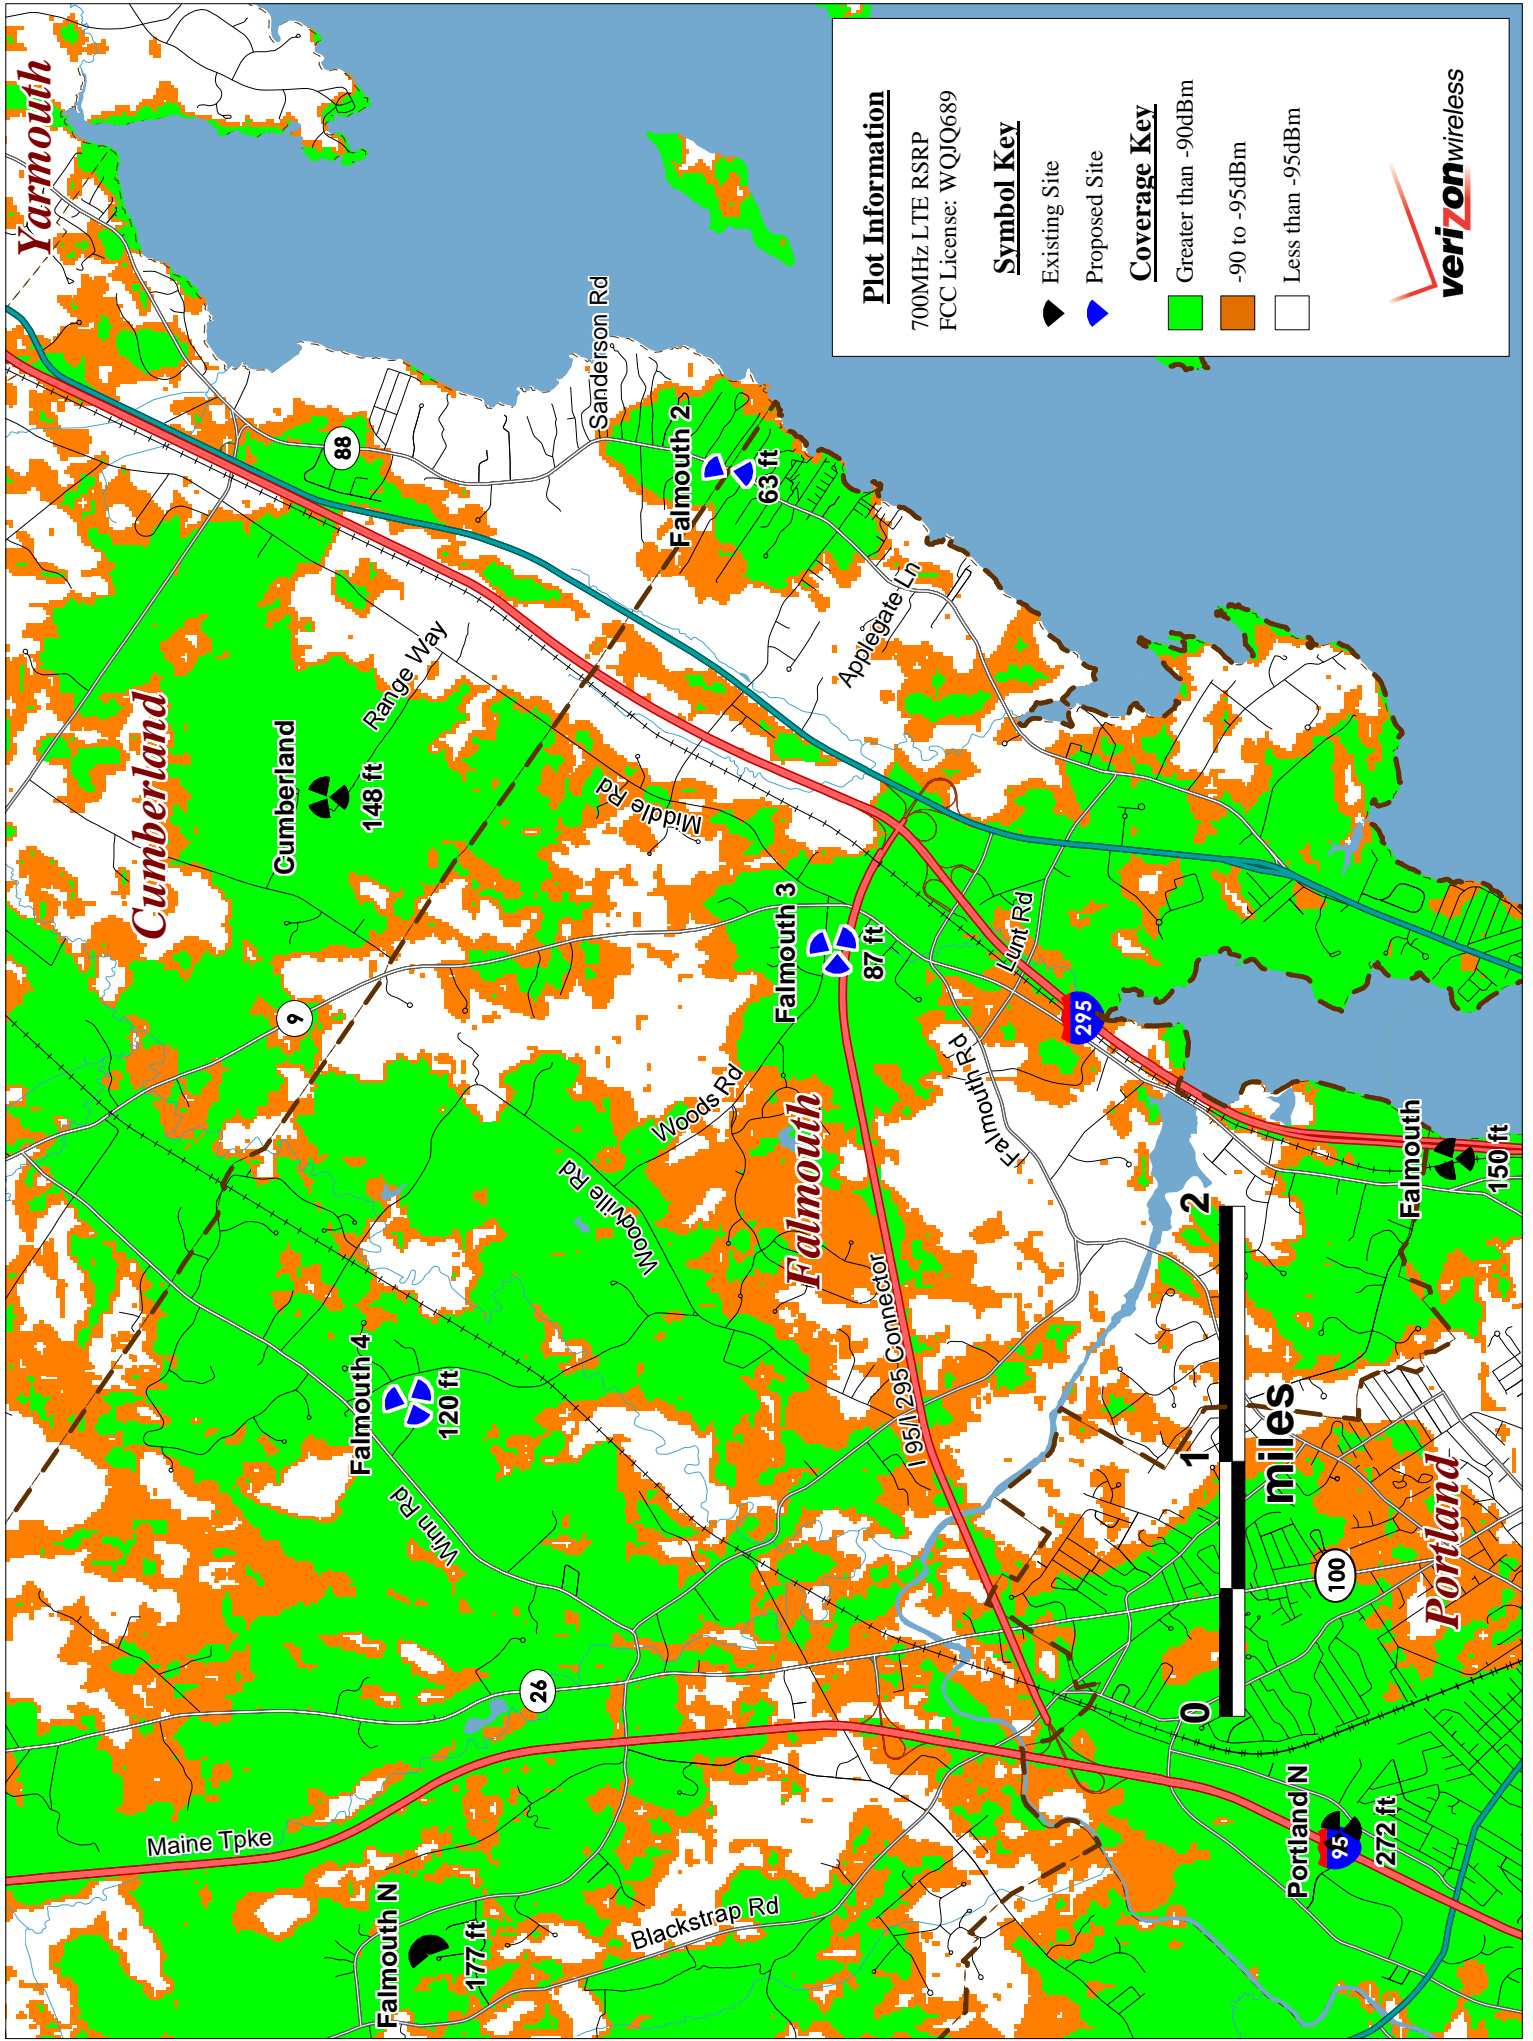 Yarmouth
Cumberland
Falmouth
Portland
Cumberland
148 ft
Falmouth 2
63 ft
Falmouth 3
87 ft
Falmouth 4
120 ft
Falmouth N
177 ft
Falmouth
150 ft
Portland N
272 ft
Sanderson Rd
Range Way
Applegate Ln
Middle Rd
Lunt Rd
Falmouth Rd
Woods Rd
Woodville Rd
I 95/I 295 Connector
Winn Rd
Maine Tpke
Blackstrap Rd
88
9
295
26
100
95
0
1
2
miles
Plot Information
700MHz LTE RSRP
FCC License: WQJQ689
Symbol Key
Existing Site
Proposed Site
Coverage Key
Greater than -90dBm
-90 to -95dBm
Less than -95dBm
verizonwireless